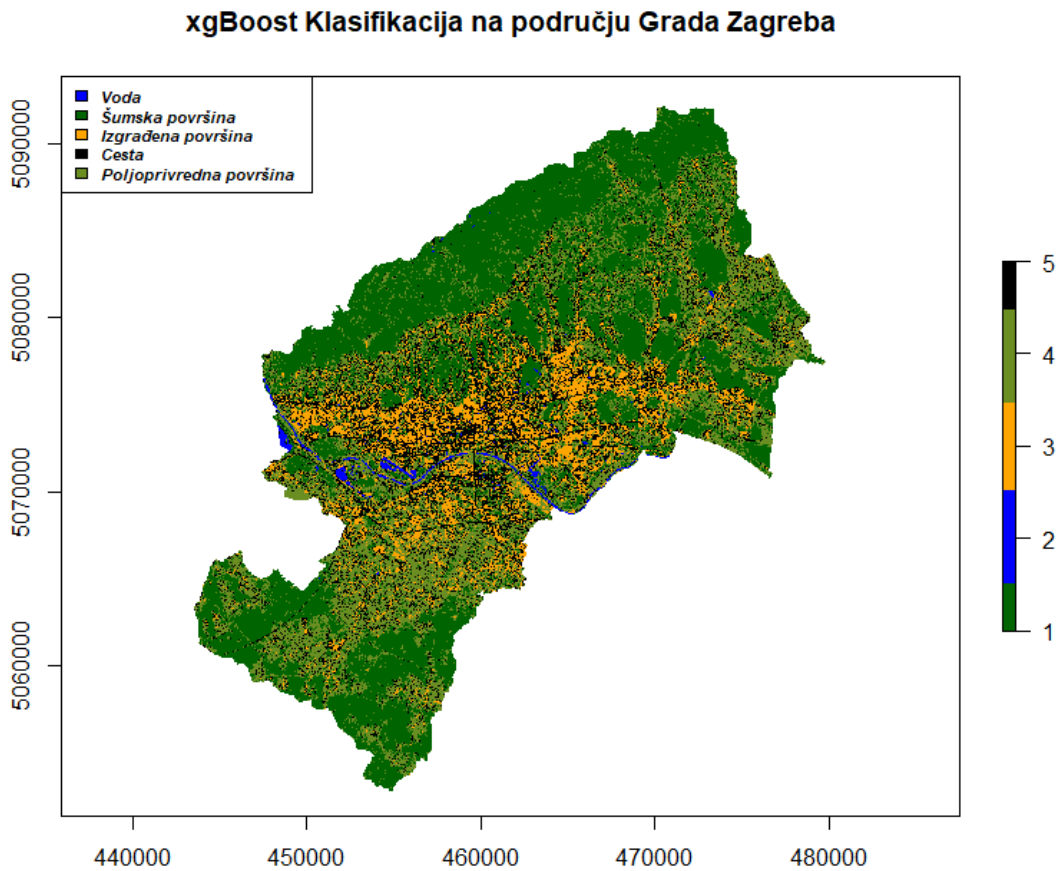 xgBoost Klasifikacija na području Grada Zagreba
Voda
Šumska površina
Izgrađena površina
Cesta
Poljoprivredna površina
5090000
5080000
5070000
5060000
440000 450000 460000 470000 480000
5
4
3
2
1